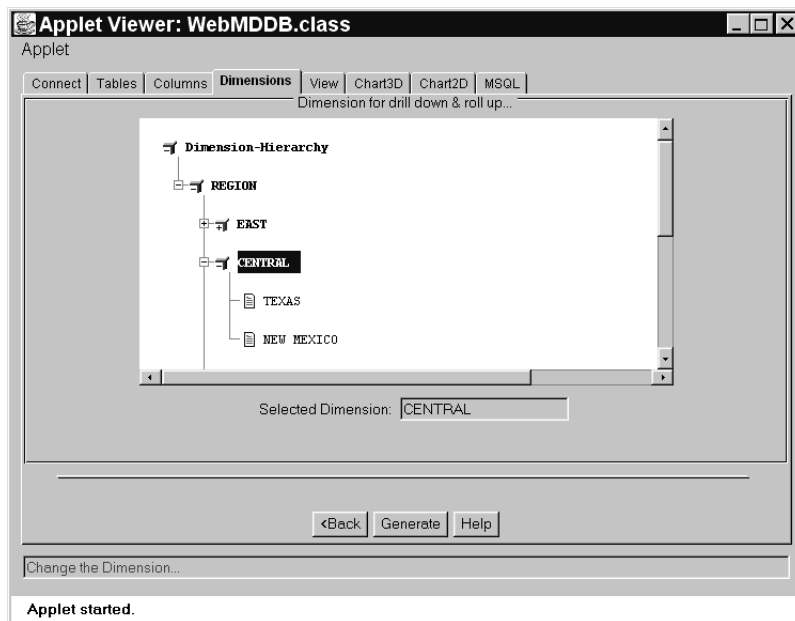 Applet Viewer: WebMDDB.class
Applet
Connect Tables Columns Dimensions View Chart3D Chart2D MSQL
Dimension for drill down & roll up...
Dimension-Hierarchy
REGION
EAST
CENTRAL
TEXAS
NEW MEXICO
Selected Dimension: CENTRAL
<Back Generate Help
Change the Dimension...
Applet started.